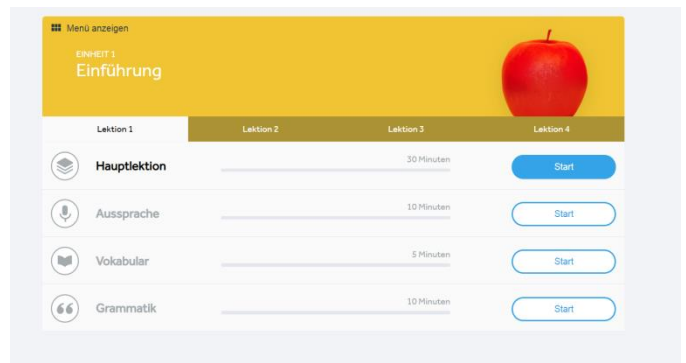 Menü anzeigen
EINHEIT 1
Einführung
Lektion 1 Lektion 2 Lektion 3 Lektion 4
Hauptlektion 30 Minuten Start
Aussprache 10 Minuten Start
Vokabular 5 Minuten Start
Grammatik 10 Minuten Start